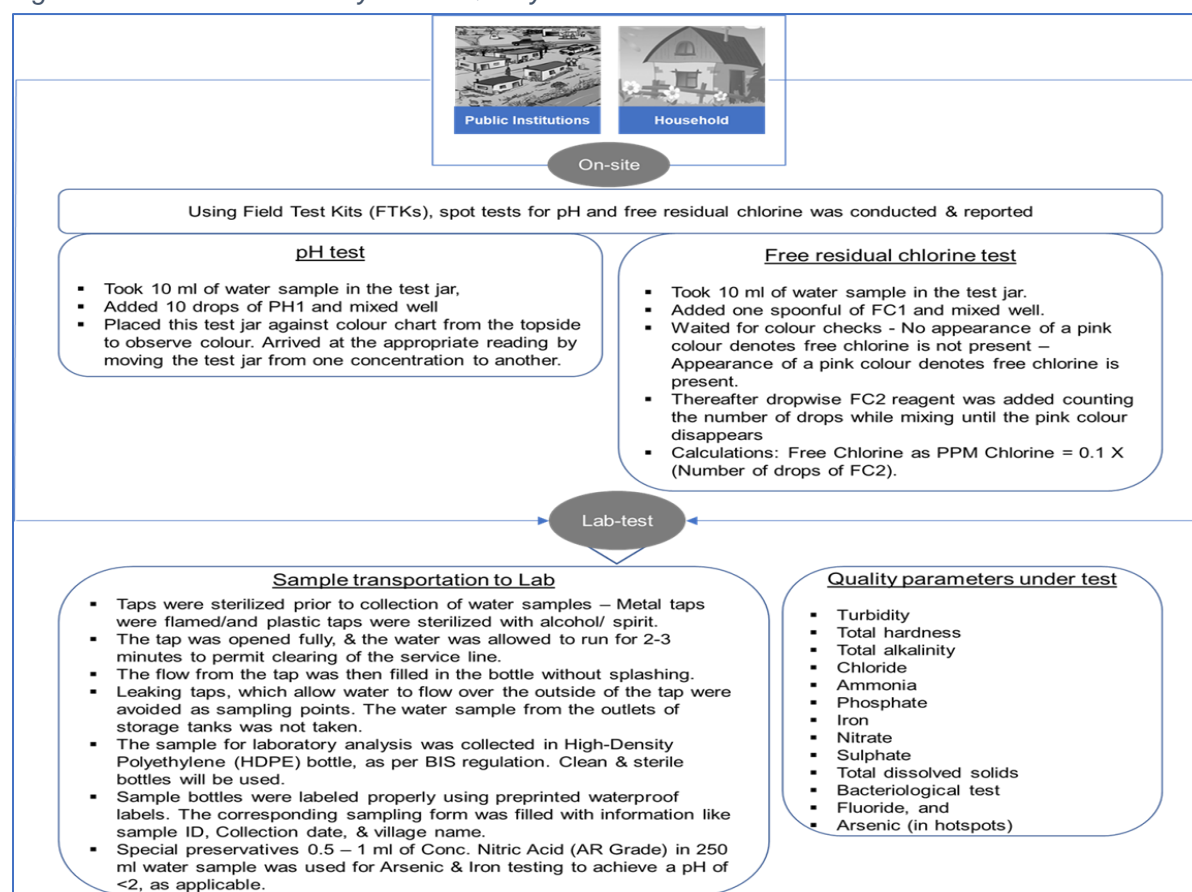 Public Institutions
Household
On-site
Using Field Test Kits (FTKs), spot tests for pH and free residual chlorine was conducted & reported
pH test
▪ Took 10 ml of water sample in the test jar,
▪ Added 10 drops of PH1 and mixed well
▪ Placed this test jar against colour chart from the topside
to observe colour. Arrived at the appropriate reading by
moving the test jar from one concentration to another.
Free residual chlorine test
▪ Took 10 ml of water sample in the test jar.
▪ Added one spoonful of FC1 and mixed well.
▪ Waited for colour checks - No appearance of a pink
colour denotes free chlorine is not present –
Appearance of a pink colour denotes free chlorine is
present.
▪ Thereafter dropwise FC2 reagent was added counting
the number of drops while mixing until the pink colour
disappears
▪ Calculations: Free Chlorine as PPM Chlorine = 0.1 X
(Number of drops of FC2).
Lab-test
Sample transportation to Lab
▪ Taps were sterilized prior to collection of water samples – Metal taps
were flamed/and plastic taps were sterilized with alcohol/ spirit.
▪ The tap was opened fully, & the water was allowed to run for 2-3
minutes to permit clearing of the service line.
▪ The flow from the tap was then filled in the bottle without splashing.
▪ Leaking taps, which allow water to flow over the outside of the tap were
avoided as sampling points. The water sample from the outlets of
storage tanks was not taken.
▪ The sample for laboratory analysis was collected in High-Density
Polyethylene (HDPE) bottle, as per BIS regulation. Clean & sterile
bottles will be used.
▪ Sample bottles were labeled properly using preprinted waterproof
labels. The corresponding sampling form was filled with information like
sample ID, Collection date, & village name.
▪ Special preservatives 0.5 – 1 ml of Conc. Nitric Acid (AR Grade) in 250
ml water sample was used for Arsenic & Iron testing to achieve a pH of
<2, as applicable.
Quality parameters under test
▪ Turbidity
▪ Total hardness
▪ Total alkalinity
▪ Chloride
▪ Ammonia
▪ Phosphate
▪ Iron
▪ Nitrate
▪ Sulphate
▪ Total dissolved solids
▪ Bacteriological test
▪ Fluoride, and
▪ Arsenic (in hotspots)